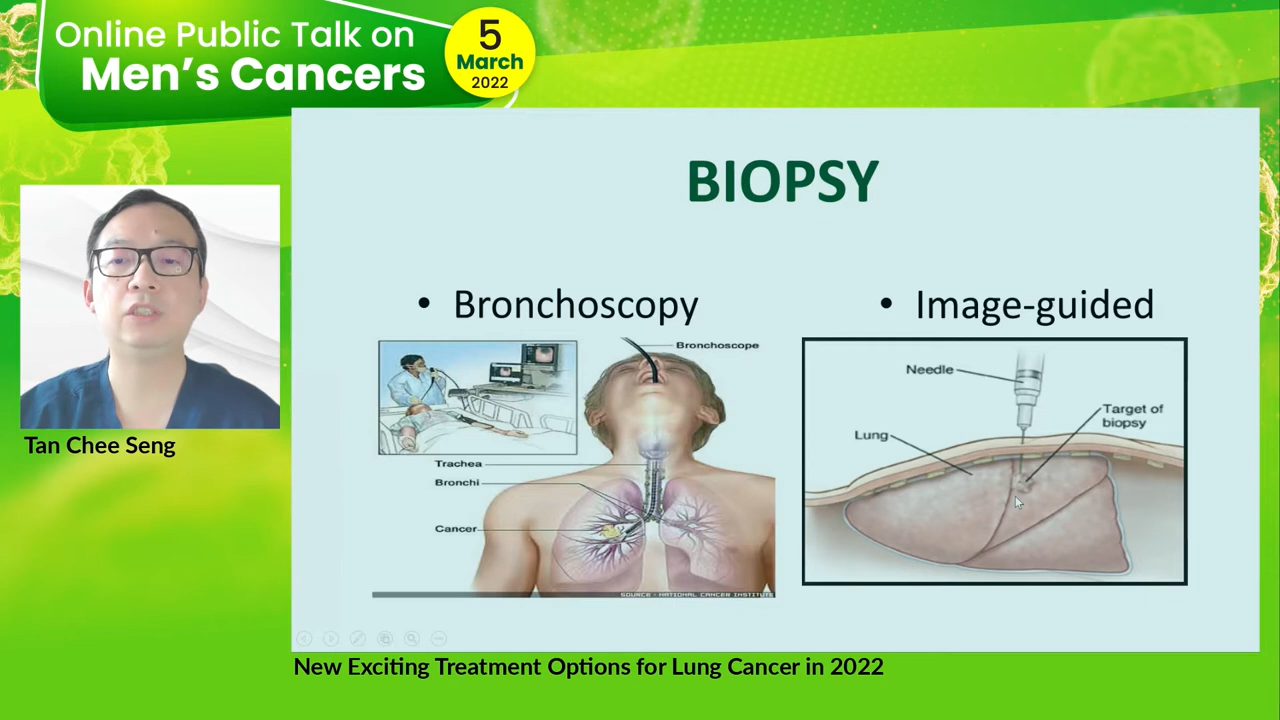 Online Public Talk on
Men's Cancers
5
March
2022
BIOPSY
• Bronchoscopy
• Image-guided
Bronchoscope
Trachea
Bronchi
Cancer
SOURCE - NATIONAL CANCER INSTITUTE
Needle
Target of
biopsy
Lung
Tan Chee Seng
New Exciting Treatment Options for Lung Cancer in 2022